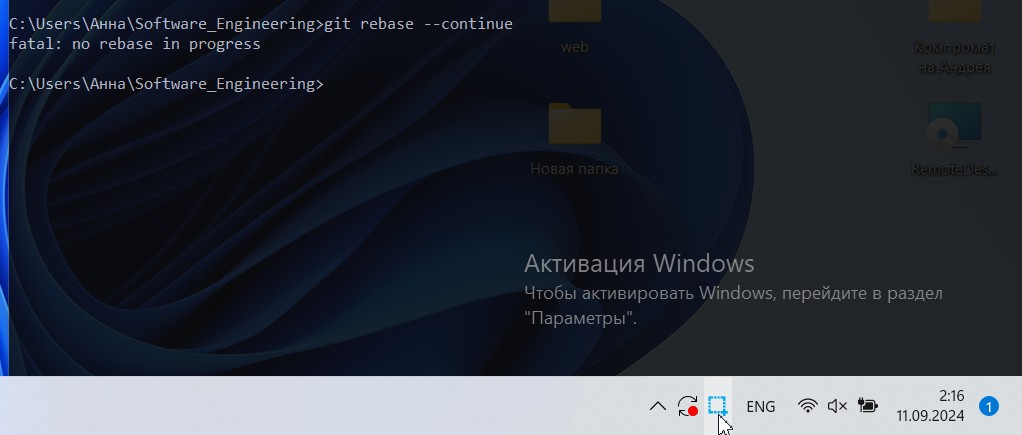 C:\Users\Анна\Software_Engineering>git rebase --continue
fatal: no rebase in progress
C:\Users\Анна\Software_Engineering>
web
Компромат
на Андрея
Новая папка
RemoteDes...
Активация Windows
Чтобы активировать Windows, перейдите в раздел
"Параметры".
ENG
2:16
11.09.2024
1